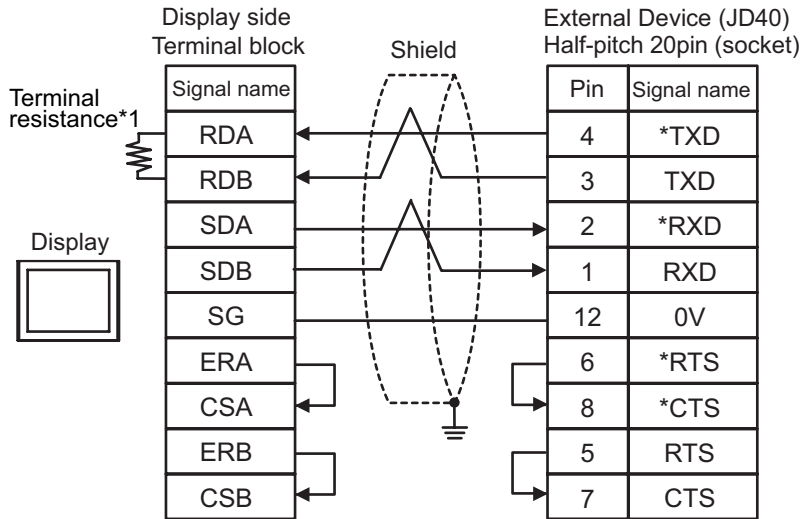 Display side
Terminal block
Shield
External Device (JD40)
Half-pitch 20pin (socket)
Terminal
resistance*1
Display
Signal name
Pin Signal name
RDA 4 *TXD
RDB 3 TXD
SDA 2 *RXD
SDB 1 RXD
SG 12 0V
ERA 6 *RTS
CSA 8 *CTS
ERB 5 RTS
CSB 7 CTS